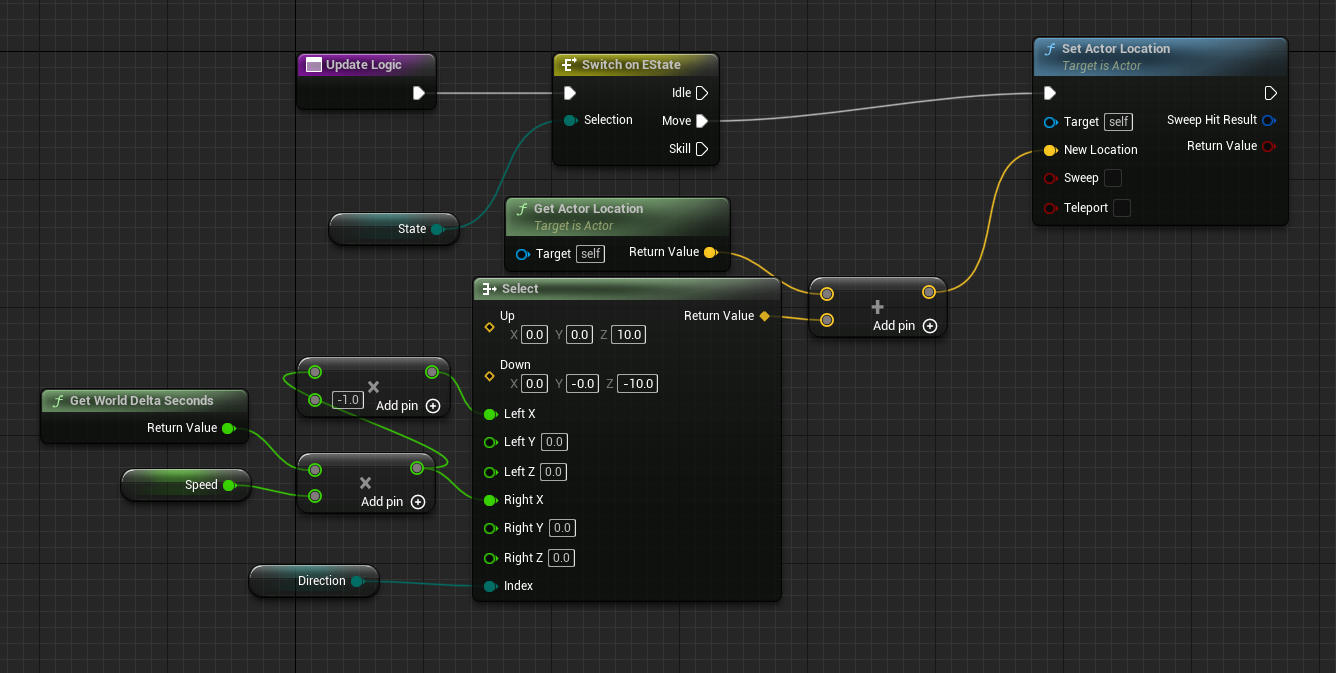 Update Logic
Switch on EState
Idle
Selection
Move
Skill
Set Actor Location
Target is Actor
Target self
Sweep Hit Result
New Location
Return Value
Sweep
Teleport
State
Get Actor Location
Target is Actor
Target self
Return Value
Select
Up
Return Value
X 0.0 Y 0.0 Z 10.0
Down
X 0.0 Y -0.0 Z -10.0
Left X
Left Y 0.0
Left Z 0.0
Right X
Right Y 0.0
Right Z 0.0
Index
+
Add pin
×
-1.0
Add pin
Get World Delta Seconds
Return Value
Speed
×
Add pin
Direction